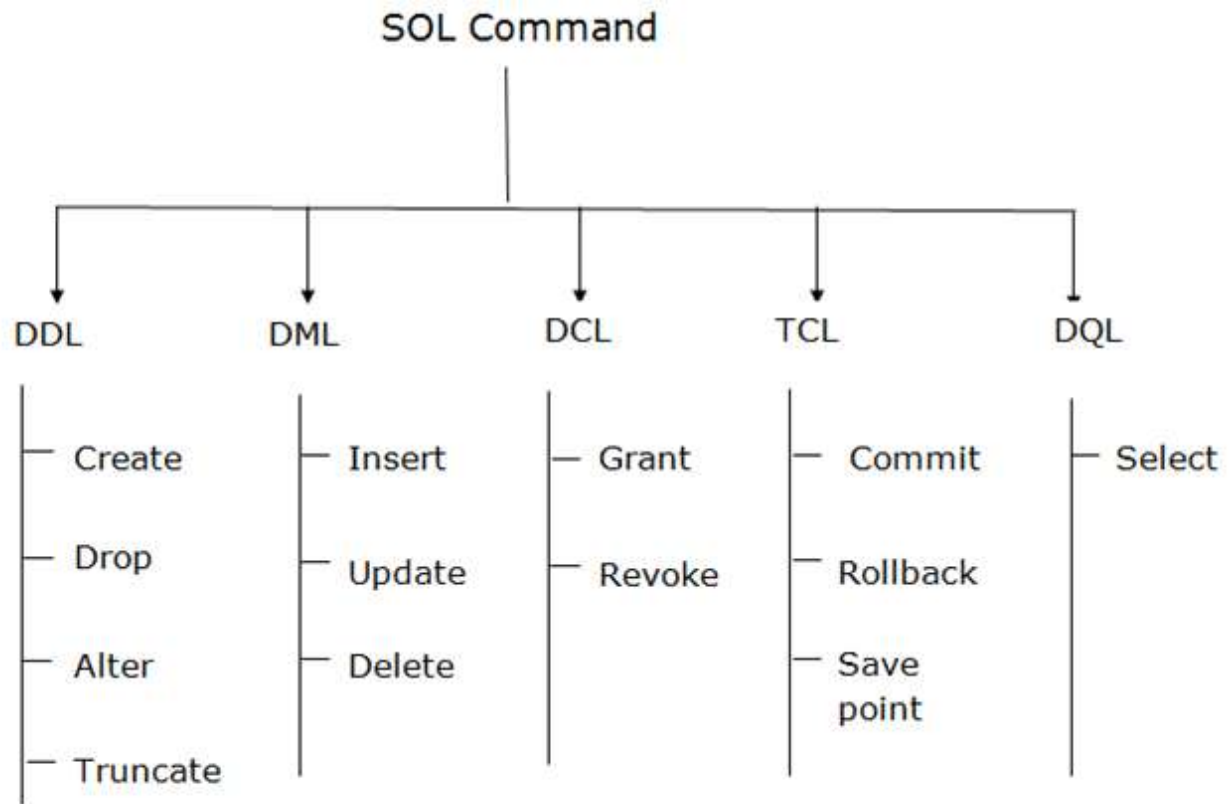 SOL Command
DDL
DML
DCL
TCL
DQL
Create
Drop
Alter
Truncate
Insert
Update
Delete
Grant
Revoke
Commit
Rollback
Save
point
Select